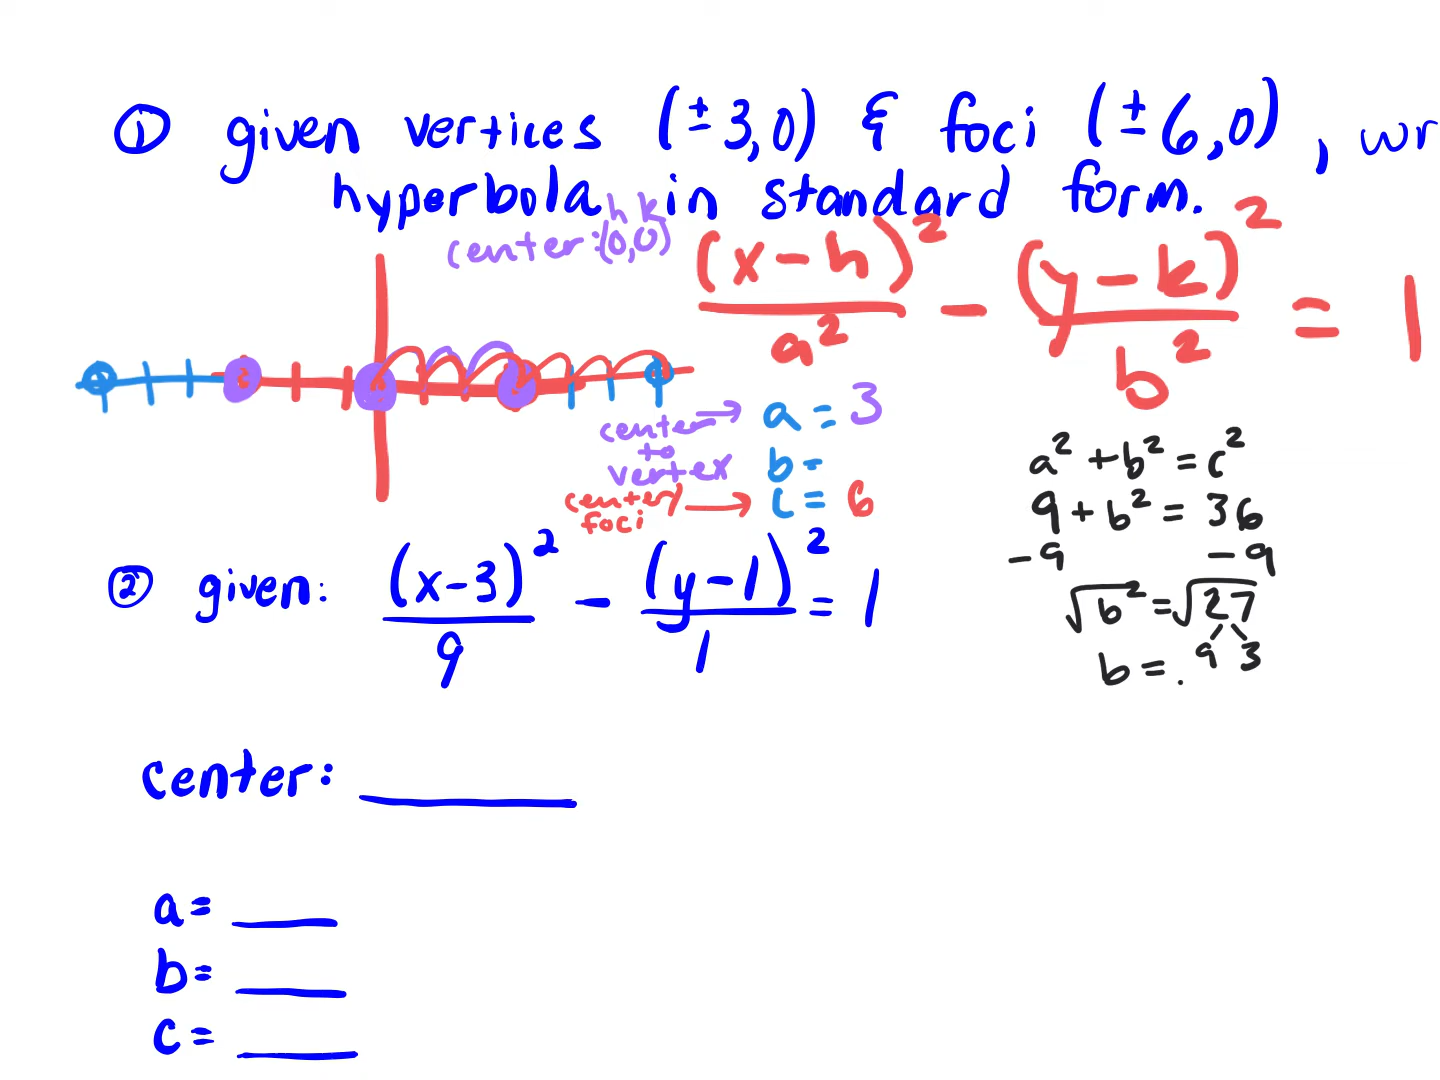 ① given vertices (±3,0) & foci (±6,0), wr
hyperbola in standard form.
h k
center:(0,0)
(x-h)²/a² - (y-k)²/b² = 1
center to vertex → a = 3
b =
center/foci → c = 6
a² + b² = c²
9 + b² = 36
-9 -9
√b² = √27
9 3
b = .
② given: (x-3)²/9 - (y-1)²/1 = 1
center: ______
a= ____
b= ____
c= ____